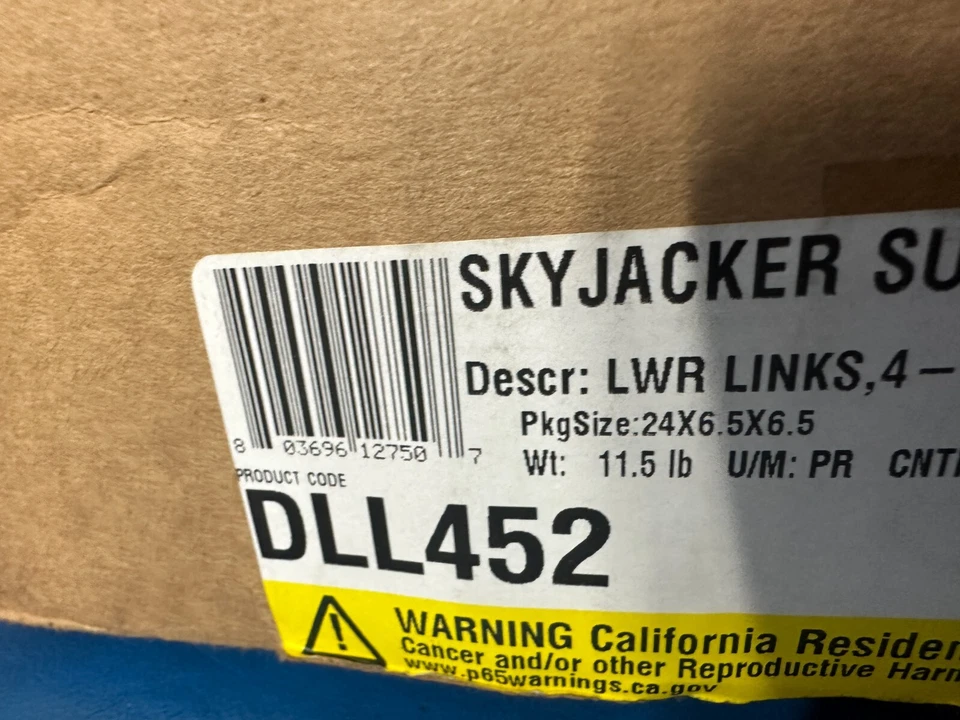 SKYJACKER SU
Descr: LWR LINKS,4 –
PkgSize:24X6.5X6.5
Wt: 11.5 lb U/M: PR CNT
8 03696 12750 7
PRODUCT CODE
DLL452
WARNING California Residen
Cancer and/or other Reproductive Harm
www.p65warnings.ca.gov